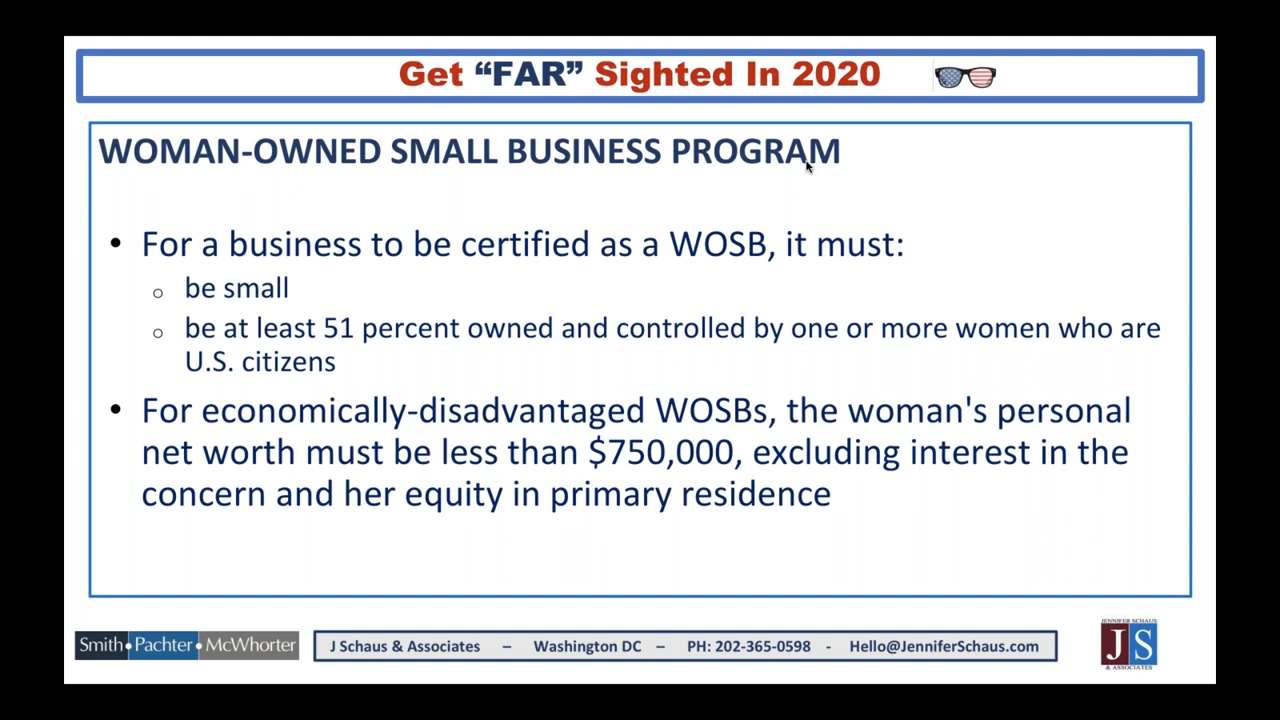 Get “FAR” Sighted In 2020
WOMAN-OWNED SMALL BUSINESS PROGRAM
• For a business to be certified as a WOSB, it must:
o be small
o be at least 51 percent owned and controlled by one or more women who are
U.S. citizens
• For economically-disadvantaged WOSBs, the woman's personal
net worth must be less than $750,000, excluding interest in the
concern and her equity in primary residence
Smith•Pachter•McWhorter
J Schaus & Associates – Washington DC – PH: 202-365-0598 - Hello@JenniferSchaus.com
JENNIFER SCHAUS
JS
& ASSOCIATES